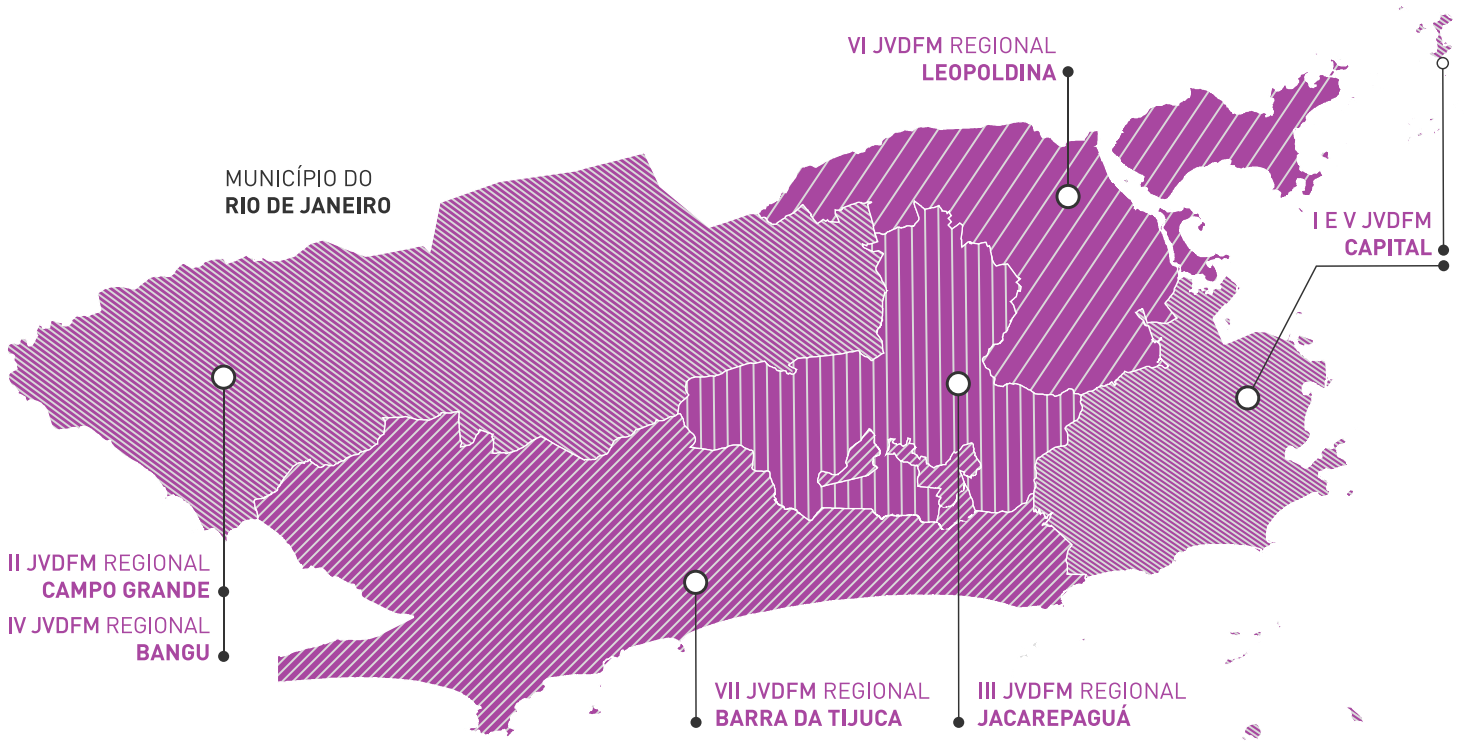 VI JVDFM REGIONAL
LEOPOLDINA
MUNICÍPIO DO
RIO DE JANEIRO
I E V JVDFM
CAPITAL
II JVDFM REGIONAL
CAMPO GRANDE
IV JVDFM REGIONAL
BANGU
VII JVDFM REGIONAL
BARRA DA TIJUCA
III JVDFM REGIONAL
JACAREPAGUÁ